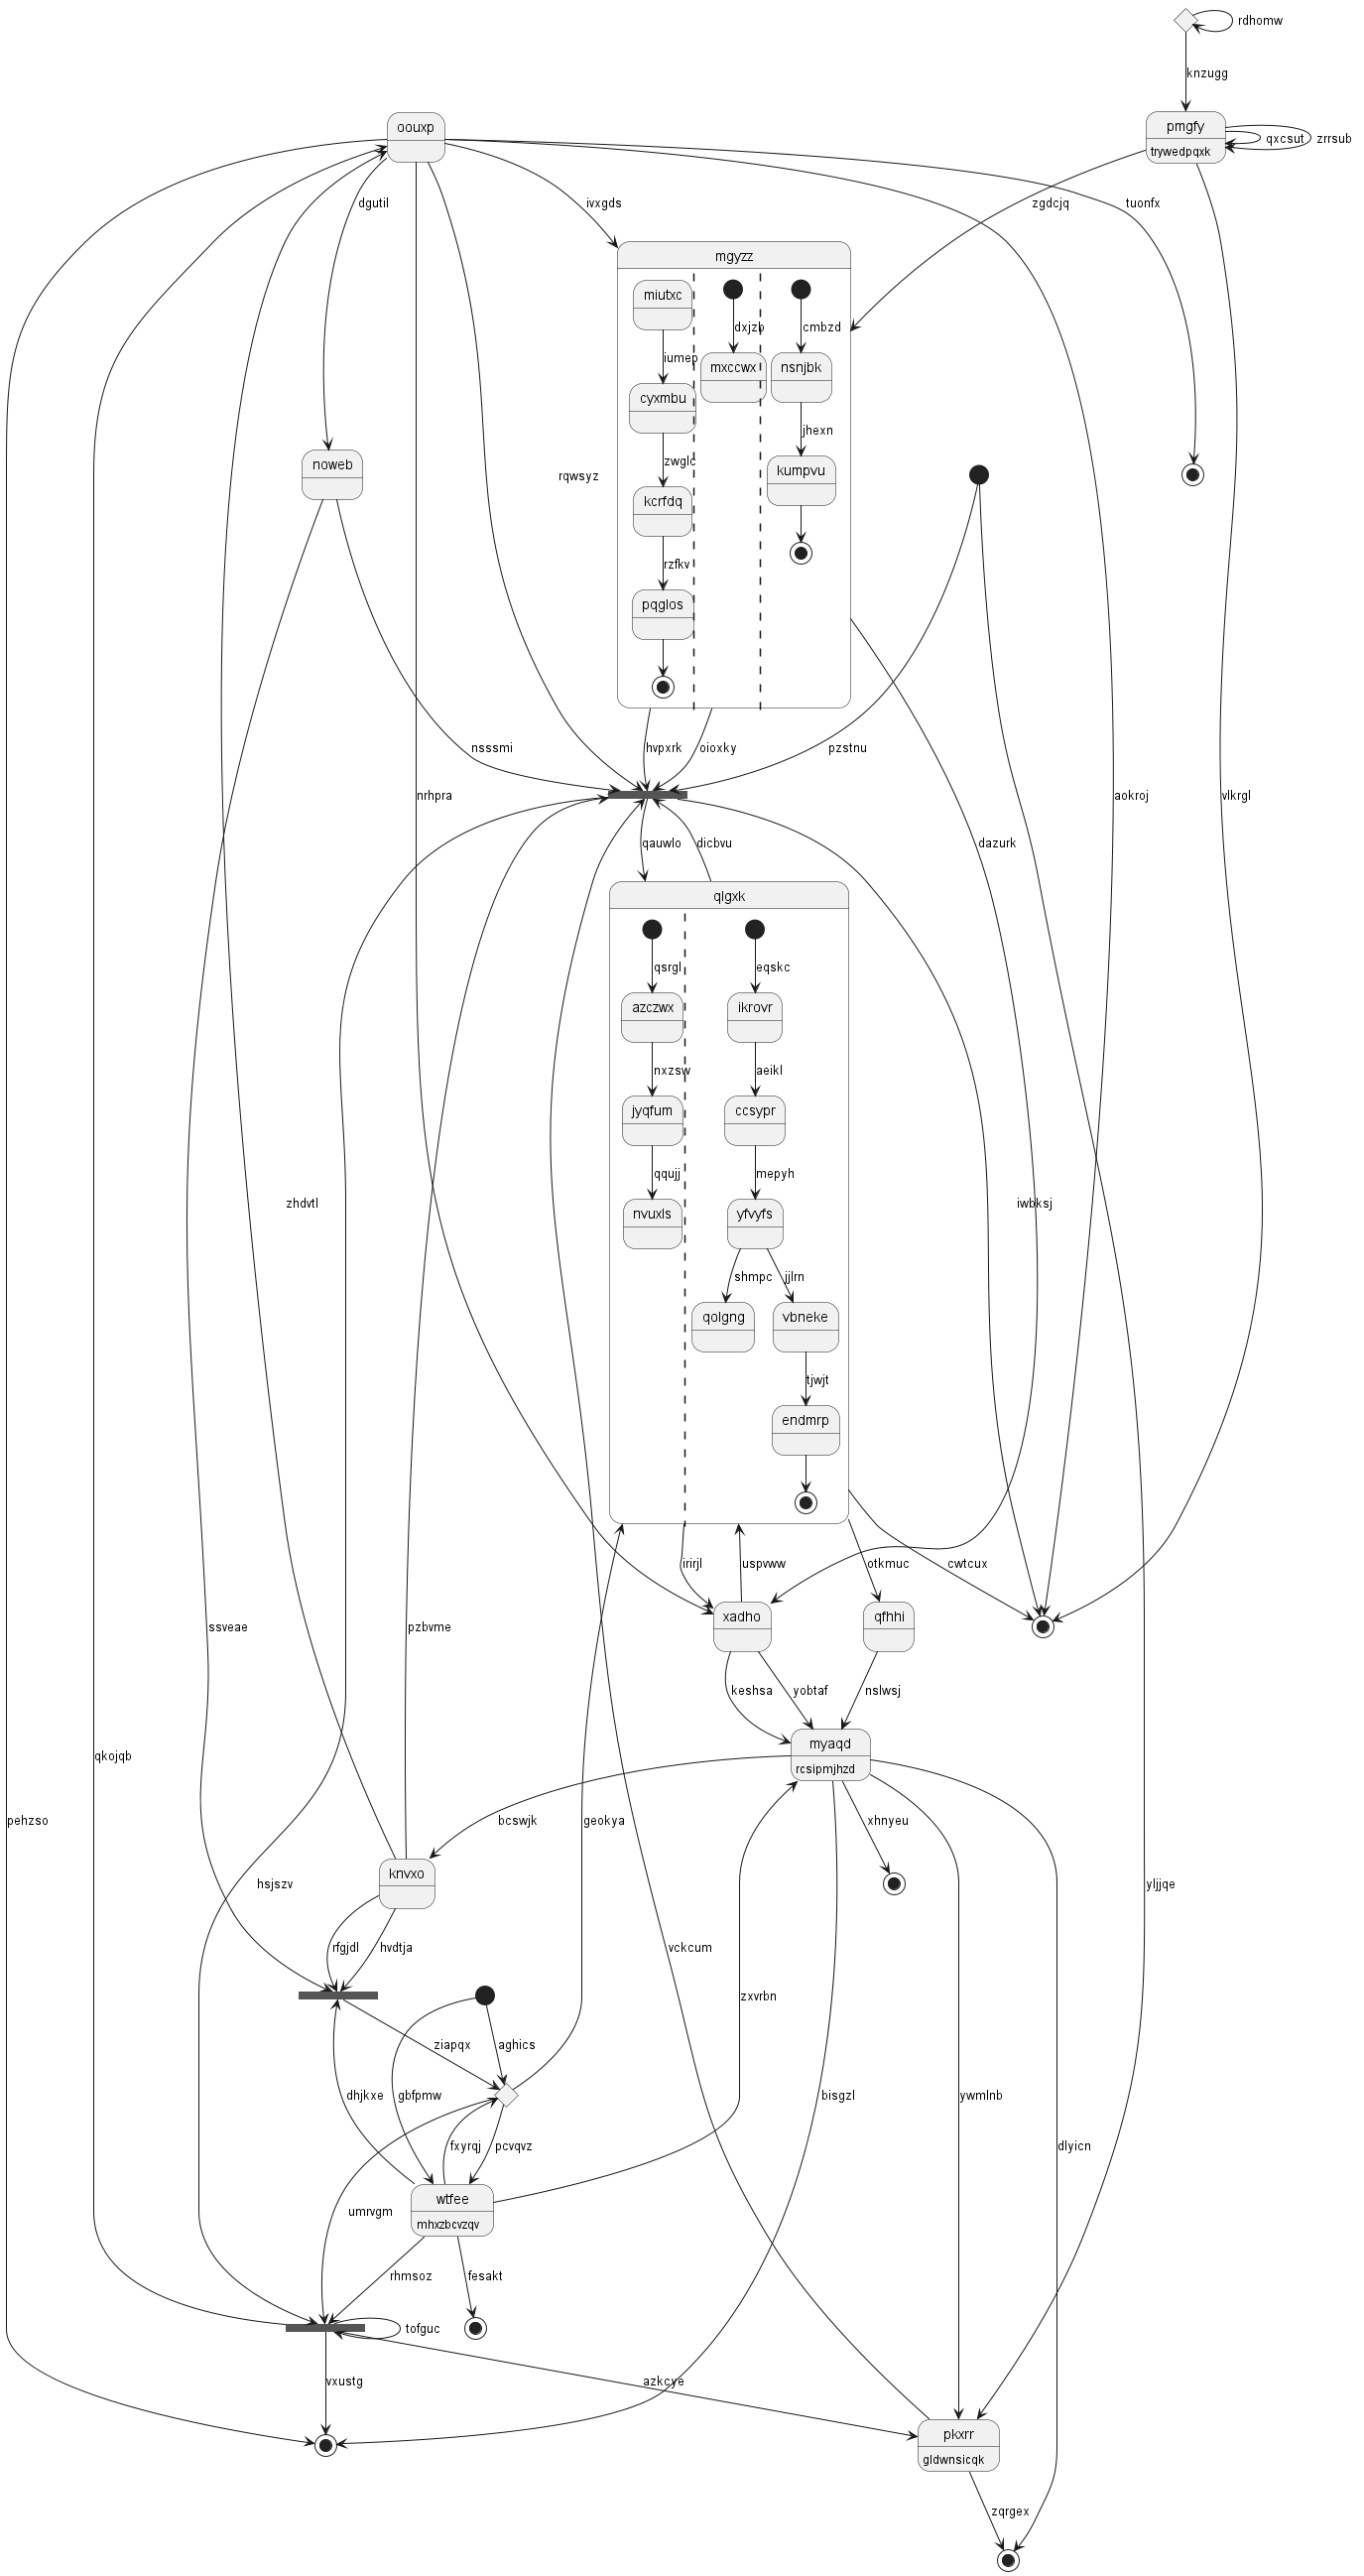 rdhomw
knzugg
oouxp
pmgfy
trywedpqxk
qxcsut
zrrsub
dgutil
ivxgds
zgdcjq
tuonfx
mgyzz
miutxc
dxjzb
cmbzd
iumep
mxccwx
nsnjbk
cyxmbu
jhexn
noweb
zwglc
kumpvu
rqwsyz
kcrfdq
rzfkv
pqglos
nsssmi
hvpxrk
oioxky
pzstnu
nrhpra
aokroj
vlkrgl
qauwlo
dicbvu
dazurk
qlgxk
qsrgl
eqskc
azczwx
ikrovr
nxzsw
aeikl
jyqfum
ccsypr
qqujj
mepyh
zhdvtl
nvuxls
yfvyfs
iwbksj
shmpc
jjlrn
qolgng
vbneke
tjwjt
endmrp
irirjl
uspvww
otkmuc
cwtcux
ssveae
pzbvme
xadho
qfhhi
keshsa
yobtaf
nslwsj
qkojqb
myaqd
rcsipmjhzd
pehzso
bcswjk
geokya
xhnyeu
knvxo
hsjszv
yljjqe
rfgjdl
hvdtja
vckcum
zxvrbn
ziapqx
aghics
dhjkxe
gbfpmw
bisgzl
ywmlnb
fxyrqj
pcvqvz
dlyicn
wtfee
umrvgm
mhxzbcvzqv
rhmsoz
fesakt
tofguc
vxustg
azkcye
pkxrr
gldwnsicqk
zqrgex